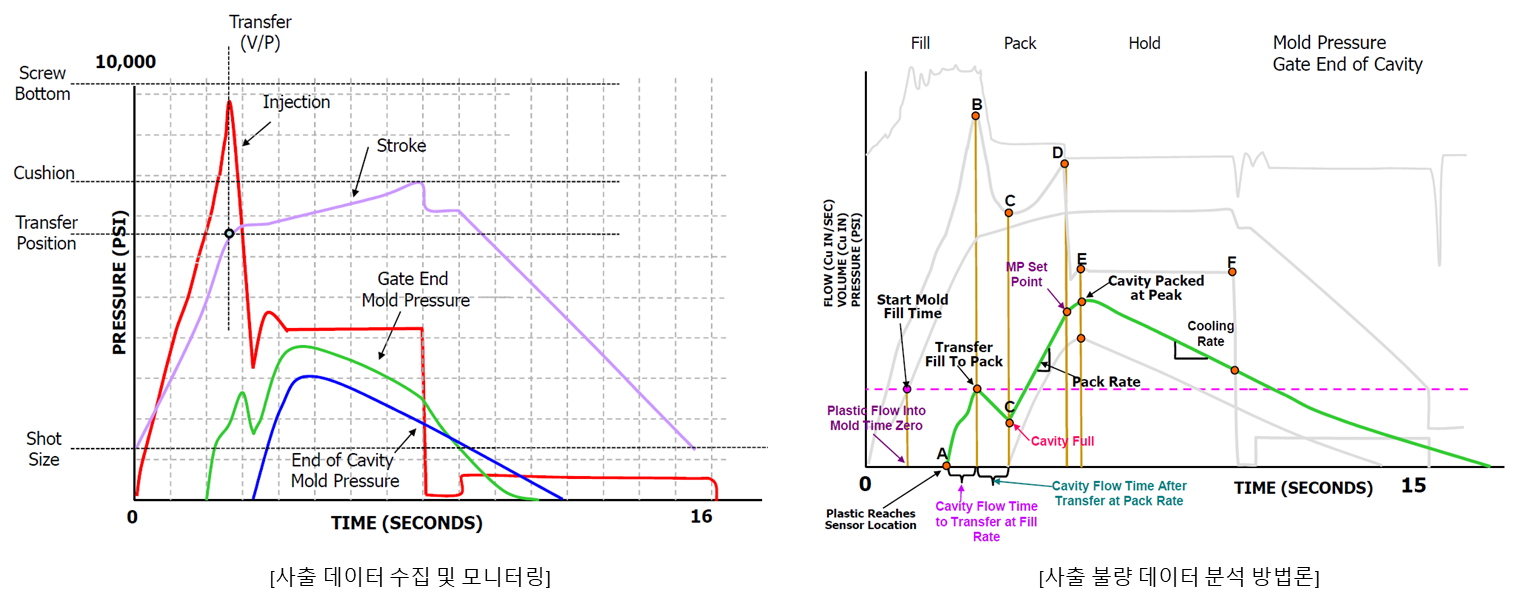 Transfer
(V/P)
10,000
Screw
Bottom
Injection
Stroke
Cushion
Transfer
Position
PRESSURE (PSI)
Gate End
Mold Pressure
Shot
Size
End of Cavity
Mold Pressure
0
TIME (SECONDS)
16
[사출 데이터 수집 및 모니터링]
Fill
Pack
Hold
Mold Pressure
Gate End of Cavity
B
D
C
FLOW (Cu IN/SEC)
VOLUME (Cu IN)
PRESSURE (PSI)
MP Set
Point
E
F
Cavity Packed
at Peak
Start Mold
Fill Time
Cooling
Rate
Transfer
Fill To Pack
Pack Rate
Plastic Flow Into
Mold Time Zero
C
Cavity Full
A
0
TIME (SECONDS)
15
Plastic Reaches
Sensor Location
Cavity Flow Time
to Transfer at Fill
Rate
Cavity Flow Time After
Transfer at Pack Rate
[사출 불량 데이터 분석 방법론]